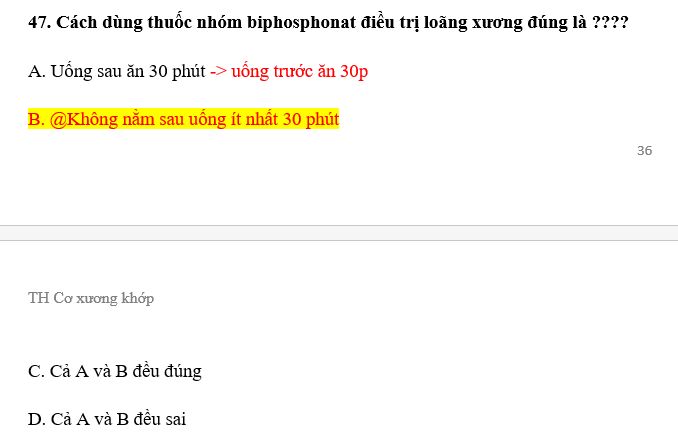 47. Cách dùng thuốc nhóm biphosphonat điều trị loãng xương đúng là ????
A. Uống sau ăn 30 phút -> uống trước ăn 30p
B. @Không nằm sau uống ít nhất 30 phút
36
TH Cơ xương khớp
C. Cả A và B đều đúng
D. Cả A và B đều sai